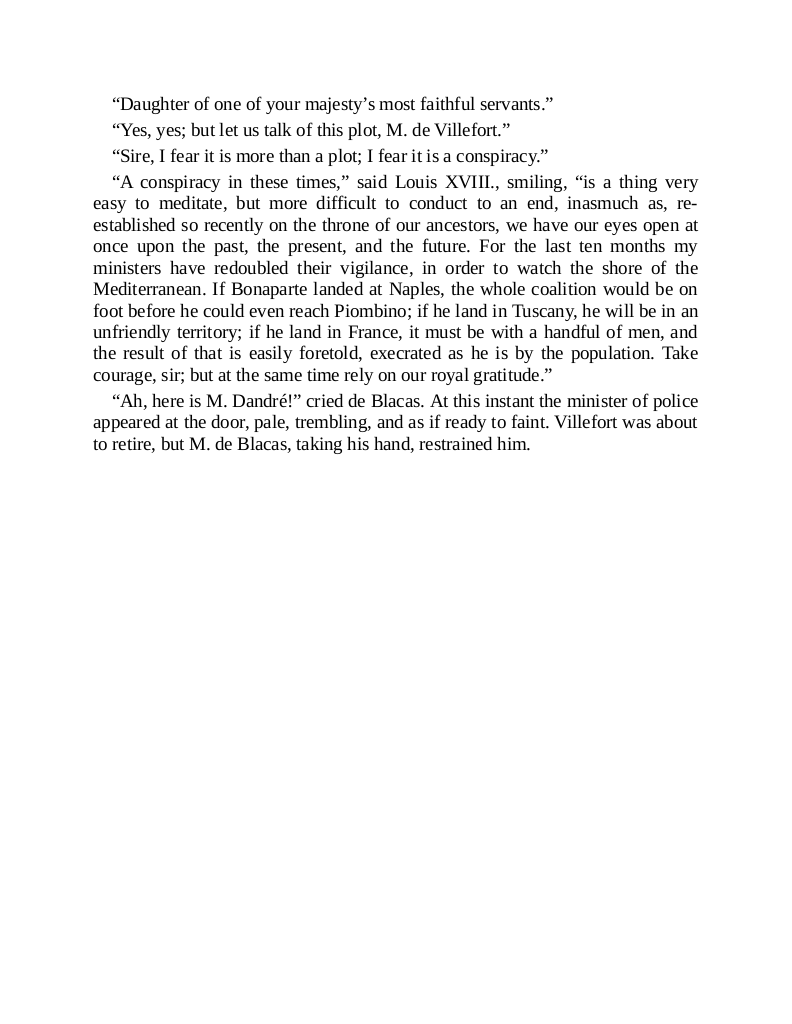 “Daughter of one of your majesty’s most faithful servants.”
“Yes, yes; but let us talk of this plot, M. de Villefort.”
“Sire, I fear it is more than a plot; I fear it is a conspiracy.”
“A conspiracy in these times,” said Louis XVIII., smiling, “is a thing very
easy to meditate, but more difficult to conduct to an end, inasmuch as, re-
established so recently on the throne of our ancestors, we have our eyes open at
once upon the past, the present, and the future. For the last ten months my
ministers have redoubled their vigilance, in order to watch the shore of the
Mediterranean. If Bonaparte landed at Naples, the whole coalition would be on
foot before he could even reach Piombino; if he land in Tuscany, he will be in an
unfriendly territory; if he land in France, it must be with a handful of men, and
the result of that is easily foretold, execrated as he is by the population. Take
courage, sir; but at the same time rely on our royal gratitude.”
“Ah, here is M. Dandré!” cried de Blacas. At this instant the minister of police
appeared at the door, pale, trembling, and as if ready to faint. Villefort was about
to retire, but M. de Blacas, taking his hand, restrained him.